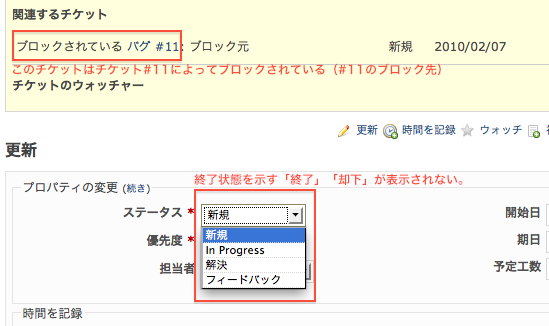 関連するチケット
ブロックされている バグ #11: ブロック元 新規 2010/02/07
このチケットはチケット#11によってブロックされている（#11のブロック先）
チケットのウォッチャー
更新 時間を記録 ウォッチ
更新
プロパティの変更 (続き)
終了状態を示す「終了」「却下」が表示されない。
ステータス * 新規 開始日
新規
優先度 * 期日
In Progress
担当者 解決 予定工数
フィードバック
時間を記録